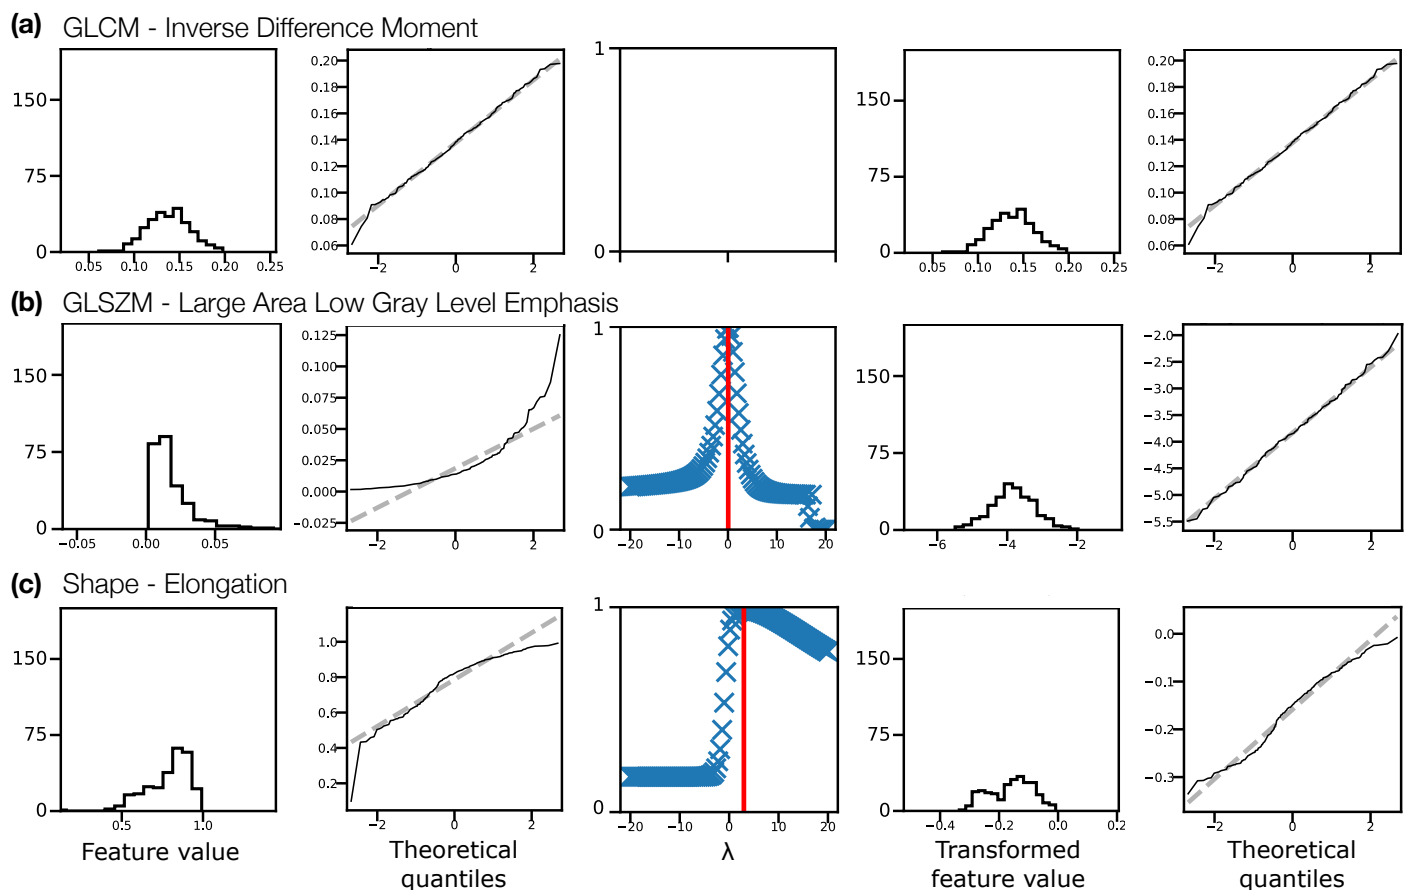 (a) GLCM - Inverse Difference Moment
150
75
0
0.05 0.10 0.15 0.20 0.25
0.20
0.18
0.16
0.14
0.12
0.10
0.08
0.06
−2 0 2
1
0
150
75
0
0.05 0.10 0.15 0.20 0.25
0.20
0.18
0.16
0.14
0.12
0.10
0.08
0.06
−2 0 2
(b) GLSZM - Large Area Low Gray Level Emphasis
150
75
0
−0.05 0.00 0.05
0.125
0.100
0.075
0.050
0.025
0.000
−0.025
−2 0 2
1
0
−20 −10 0 10 20
150
75
0
−6 −4 −2
−2.0
−2.5
−3.0
−3.5
−4.0
−4.5
−5.0
−5.5
−2 0 2
(c) Shape - Elongation
150
75
0
0.5 1.0
Feature value
1.0
0.8
0.6
0.4
0.2
−2 0 2
Theoretical
quantiles
1
0
−20 −10 0 10 20
λ
150
75
0
−0.4 −0.2 0.0 0.2
Transformed
feature value
0.0
−0.1
−0.2
−0.3
−2 0 2
Theoretical
quantiles